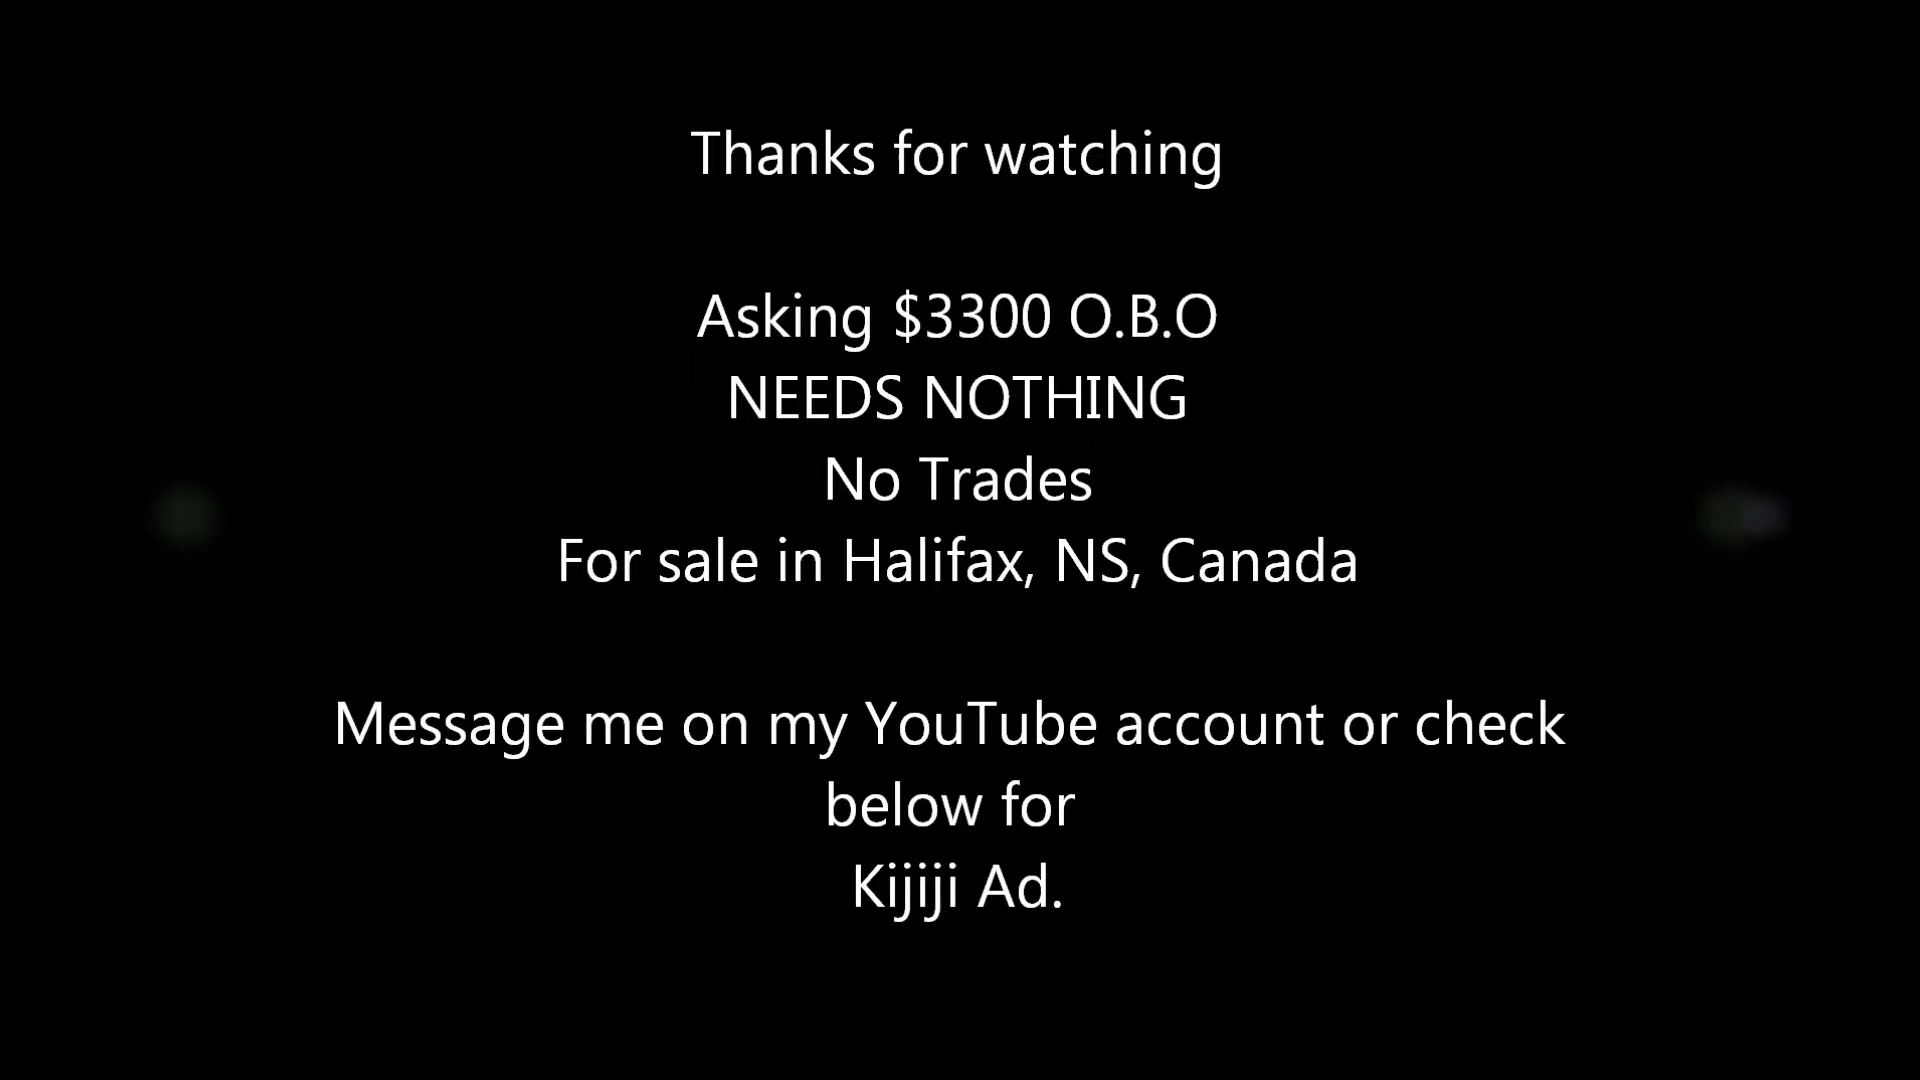 Thanks for watching
Asking $3300 O.B.O
NEEDS NOTHING
No Trades
For sale in Halifax, NS, Canada
Message me on my YouTube account or check
below for
Kijiji Ad.